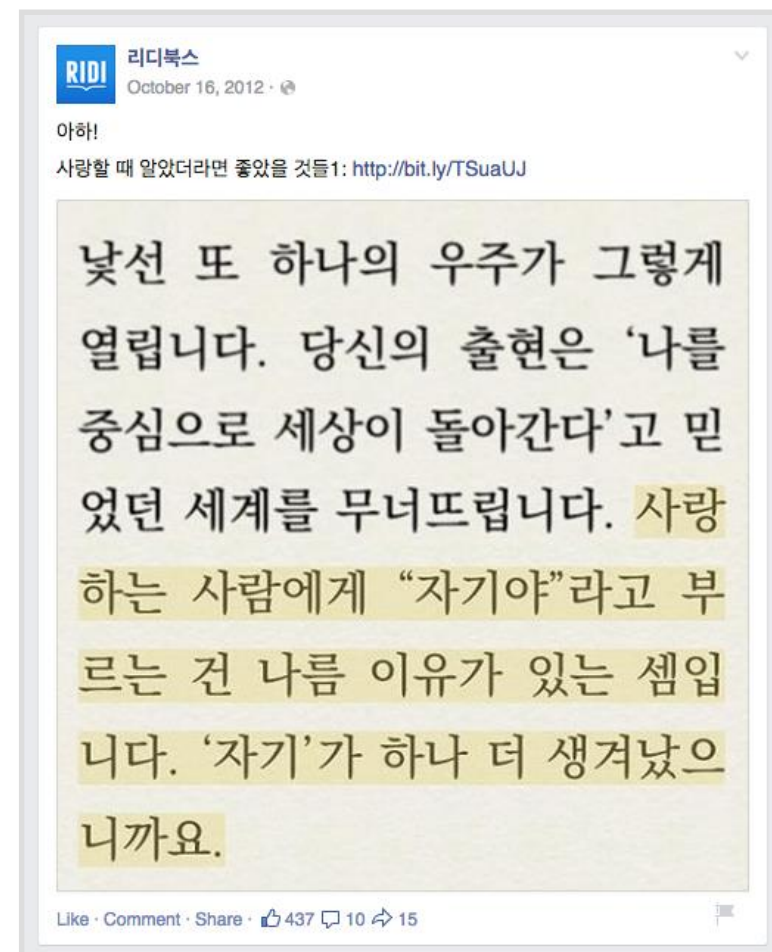 RIDI
리디북스
October 16, 2012 ·
아하!
사랑할 때 알았더라면 좋았을 것들1: http://bit.ly/TSuaUJ
낯선 또 하나의 우주가 그렇게
열립니다. 당신의 출현은 ‘나를
중심으로 세상이 돌아간다’고 믿
었던 세계를 무너뜨립니다. 사랑
하는 사람에게 “자기야”라고 부
르는 건 나름 이유가 있는 셈입
니다. ‘자기’가 하나 더 생겨났으
니까요.
Like · Comment · Share · 437 10 15